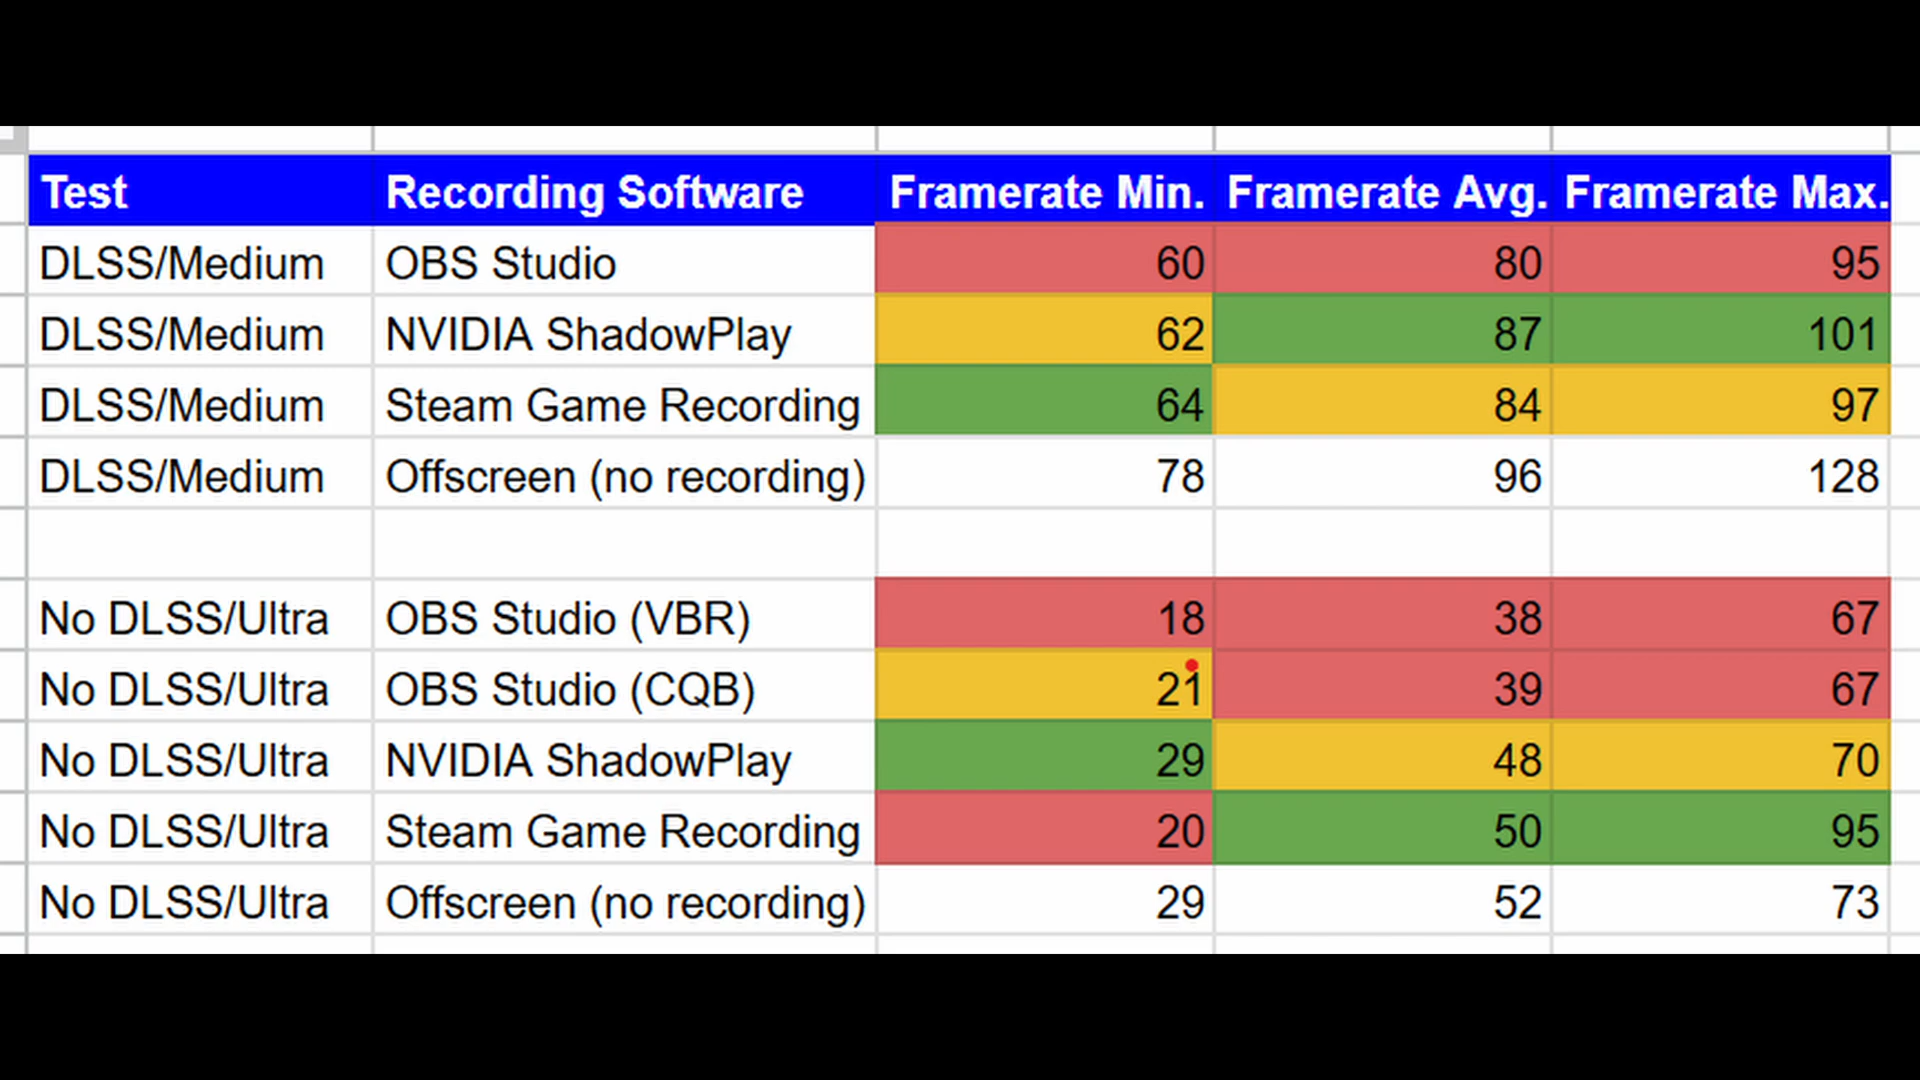 Test Recording Software Framerate Min. Framerate Avg. Framerate Max.
DLSS/Medium OBS Studio 60 80 95
DLSS/Medium NVIDIA ShadowPlay 62 87 101
DLSS/Medium Steam Game Recording 64 84 97
DLSS/Medium Offscreen (no recording) 78 96 128
No DLSS/Ultra OBS Studio (VBR) 18 38 67
No DLSS/Ultra OBS Studio (CQB) 21 39 67
No DLSS/Ultra NVIDIA ShadowPlay 29 48 70
No DLSS/Ultra Steam Game Recording 20 50 95
No DLSS/Ultra Offscreen (no recording) 29 52 73